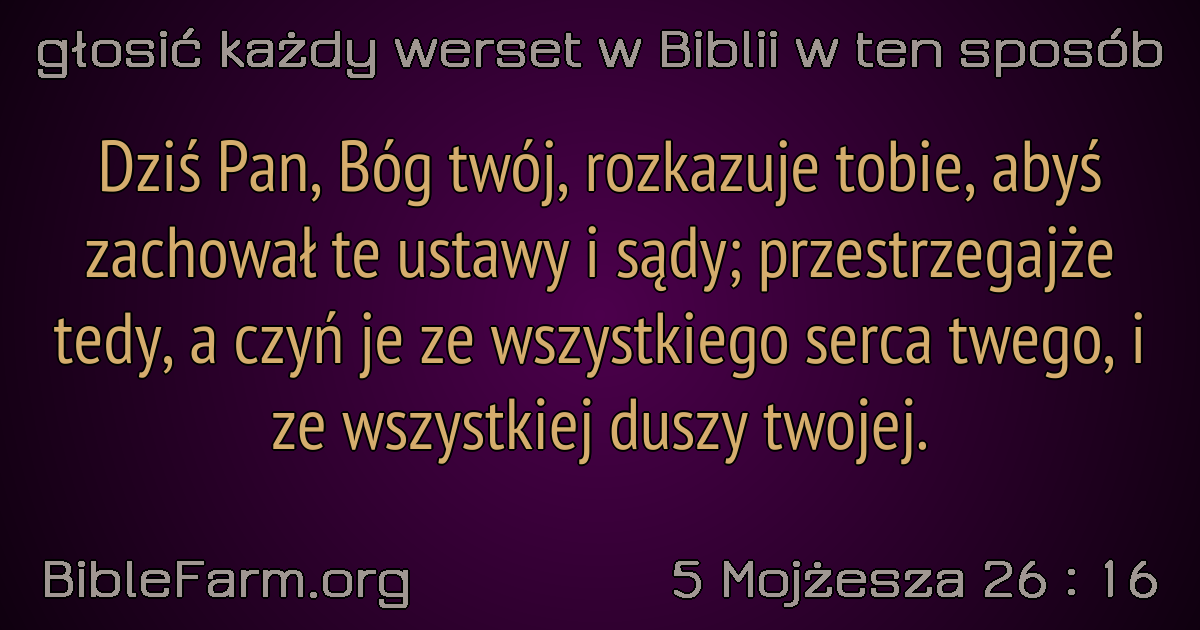 głosić każdy werset w Biblii w ten sposób
Dziś Pan, Bóg twój, rozkazuje tobie, abyś
zachował te ustawy i sądy; przestrzegajże
tedy, a czyń je ze wszystkiego serca twego, i
ze wszystkiej duszy twojej.
BibleFarm.org
5 Mojżesza 26 : 16